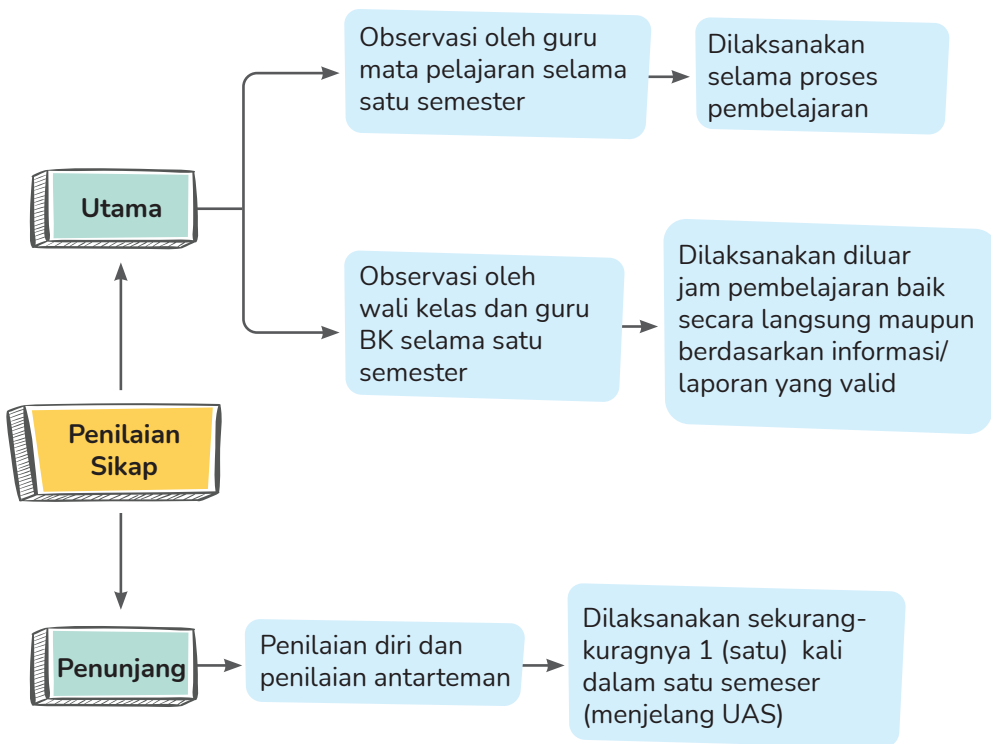 Observasi oleh guru
mata pelajaran selama
satu semester
Dilaksanakan
selama proses
pembelajaran
Utama
Observasi oleh
wali kelas dan guru
BK selama satu
semester
Dilaksanakan diluar
jam pembelajaran baik
secara langsung maupun
berdasarkan informasi/
laporan yang valid
Penilaian
Sikap
Penunjang
Penilaian diri dan
penilaian antarteman
Dilaksanakan sekurang-
kuragnya 1 (satu) kali
dalam satu semeser
(menjelang UAS)